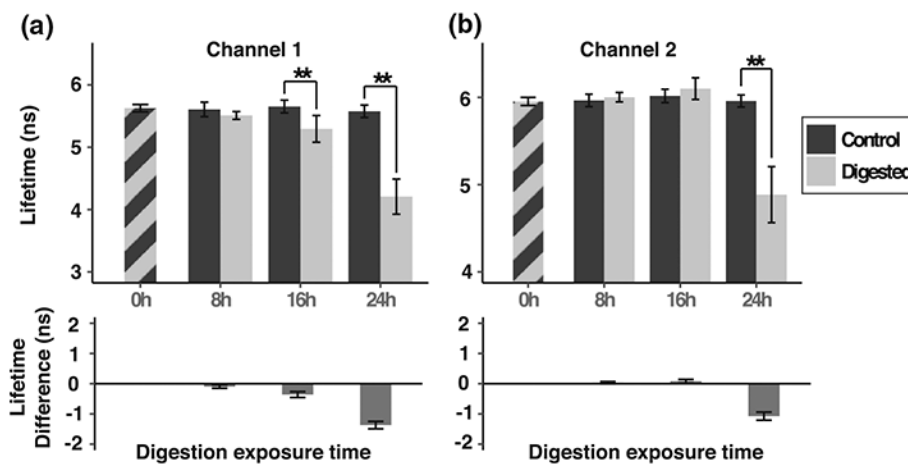 (a)
Channel 1
Lifetime (ns)
6
5
4
3
**
**
0h
8h
16h
24h
Lifetime
Difference (ns)
2
1
0
-1
-2
Digestion exposure time
(b)
Channel 2
6
5
4
**
0h
8h
16h
24h
2
1
0
-1
-2
Digestion exposure time
Control
Digested